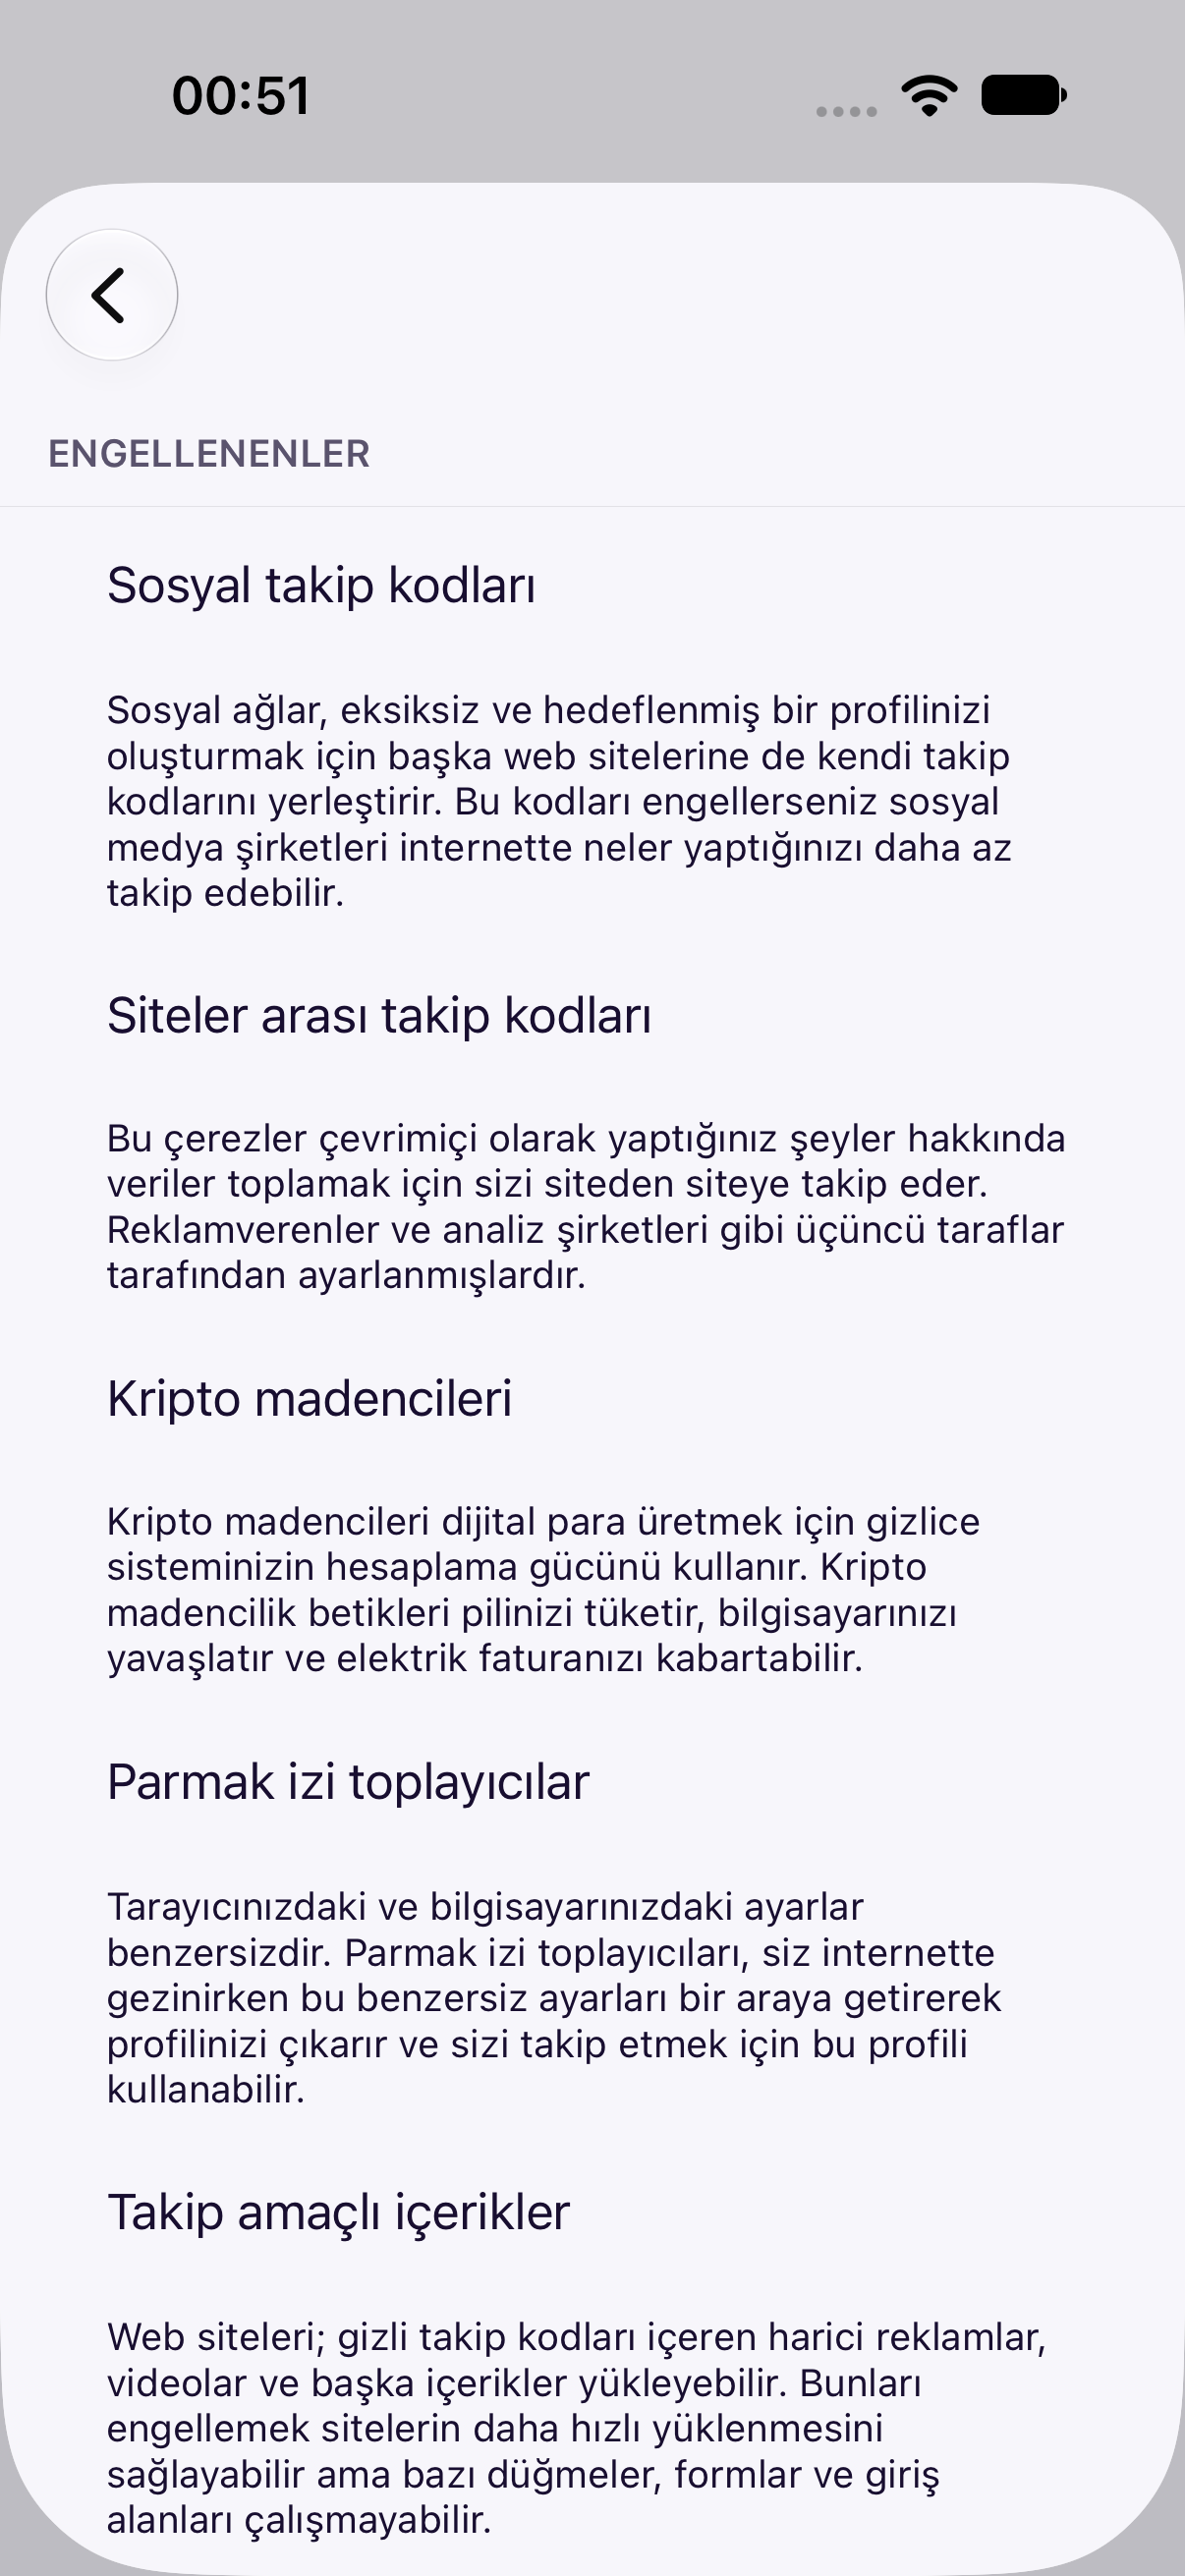 00:51
ENGELLENENLER
Sosyal takip kodları
Sosyal ağlar, eksiksiz ve hedeflenmiş bir profilinizi
oluşturmak için başka web sitelerine de kendi takip
kodlarını yerleştirir. Bu kodları engellerseniz sosyal
medya şirketleri internette neler yaptığınızı daha az
takip edebilir.
Siteler arası takip kodları
Bu çerezler çevrimiçi olarak yaptığınız şeyler hakkında
veriler toplamak için sizi siteden siteye takip eder.
Reklamverenler ve analiz şirketleri gibi üçüncü taraflar
tarafından ayarlanmışlardır.
Kripto madencileri
Kripto madencileri dijital para üretmek için gizlice
sisteminizin hesaplama gücünü kullanır. Kripto
madencilik betikleri pilinizi tüketir, bilgisayarınızı
yavaşlatır ve elektrik faturanızı kabartabilir.
Parmak izi toplayıcılar
Tarayıcınızdaki ve bilgisayarınızdaki ayarlar
benzersizdir. Parmak izi toplayıcıları, siz internette
gezinirken bu benzersiz ayarları bir araya getirerek
profilinizi çıkarır ve sizi takip etmek için bu profili
kullanabilir.
Takip amaçlı içerikler
Web siteleri; gizli takip kodları içeren harici reklamlar,
videolar ve başka içerikler yükleyebilir. Bunları
engellemek sitelerin daha hızlı yüklenmesini
sağlayabilir ama bazı düğmeler, formlar ve giriş
alanları çalışmayabilir.